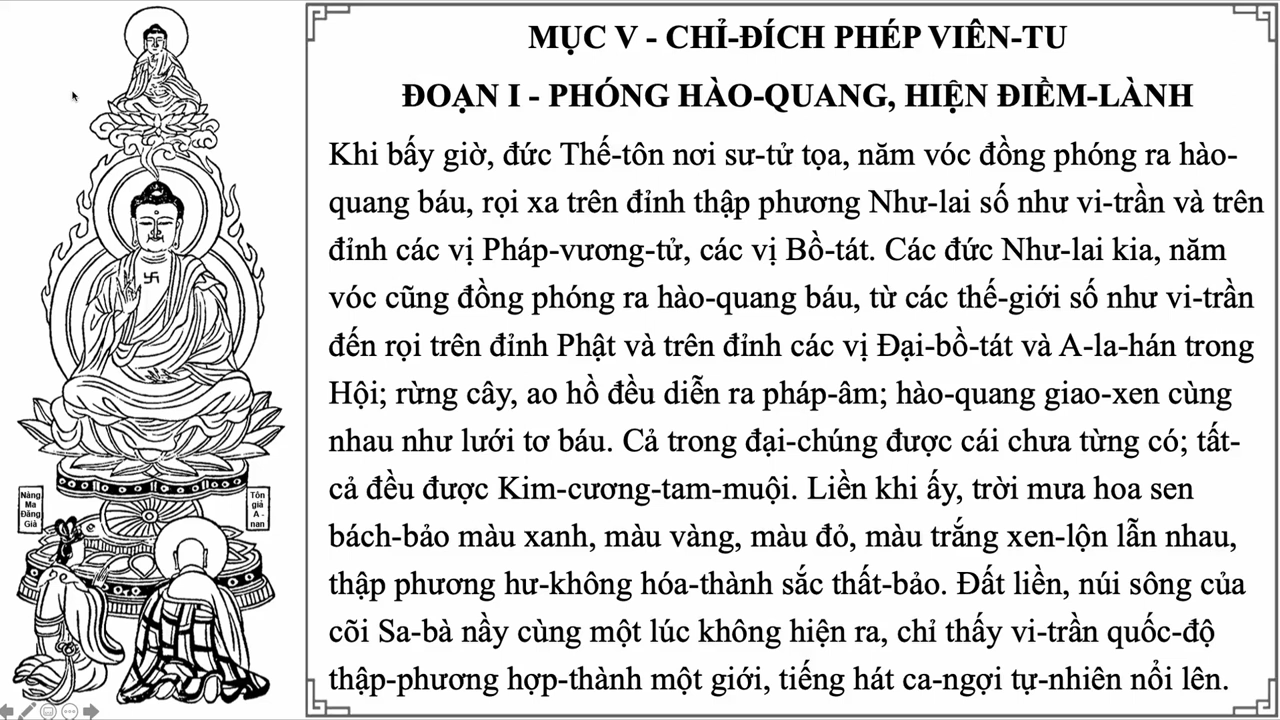 MỤC V - CHỈ-ĐÍCH PHÉP VIÊN-TU
ĐOẠN I - PHÓNG HÀO-QUANG, HIỆN ĐIỀM-LÀNH
Khi bấy giờ, đức Thế-tôn nơi sư-tử tọa, năm vóc đồng phóng ra hào-
quang báu, rọi xa trên đỉnh thập phương Như-lai số như vi-trần và trên
đỉnh các vị Pháp-vương-tử, các vị Bồ-tát. Các đức Như-lai kia, năm
vóc cũng đồng phóng ra hào-quang báu, từ các thế-giới số như vi-trần
đến rọi trên đỉnh Phật và trên đỉnh các vị Đại-bồ-tát và A-la-hán trong
Hội; rừng cây, ao hồ đều diễn ra pháp-âm; hào-quang giao-xen cùng
nhau như lưới tơ báu. Cả trong đại-chúng được cái chưa từng có; tất-
cả đều được Kim-cương-tam-muội. Liền khi ấy, trời mưa hoa sen
bách-bảo màu xanh, màu vàng, màu đỏ, màu trắng xen-lộn lẫn nhau,
thập phương hư-không hóa-thành sắc thất-bảo. Đất liền, núi sông của
cõi Sa-bà nầy cùng một lúc không hiện ra, chỉ thấy vi-trần quốc-độ
thập-phương hợp-thành một giới, tiếng hát ca-ngợi tự-nhiên nổi lên.
Nàng
Ma
Đăng
Già
Tôn
giả
A -
nan